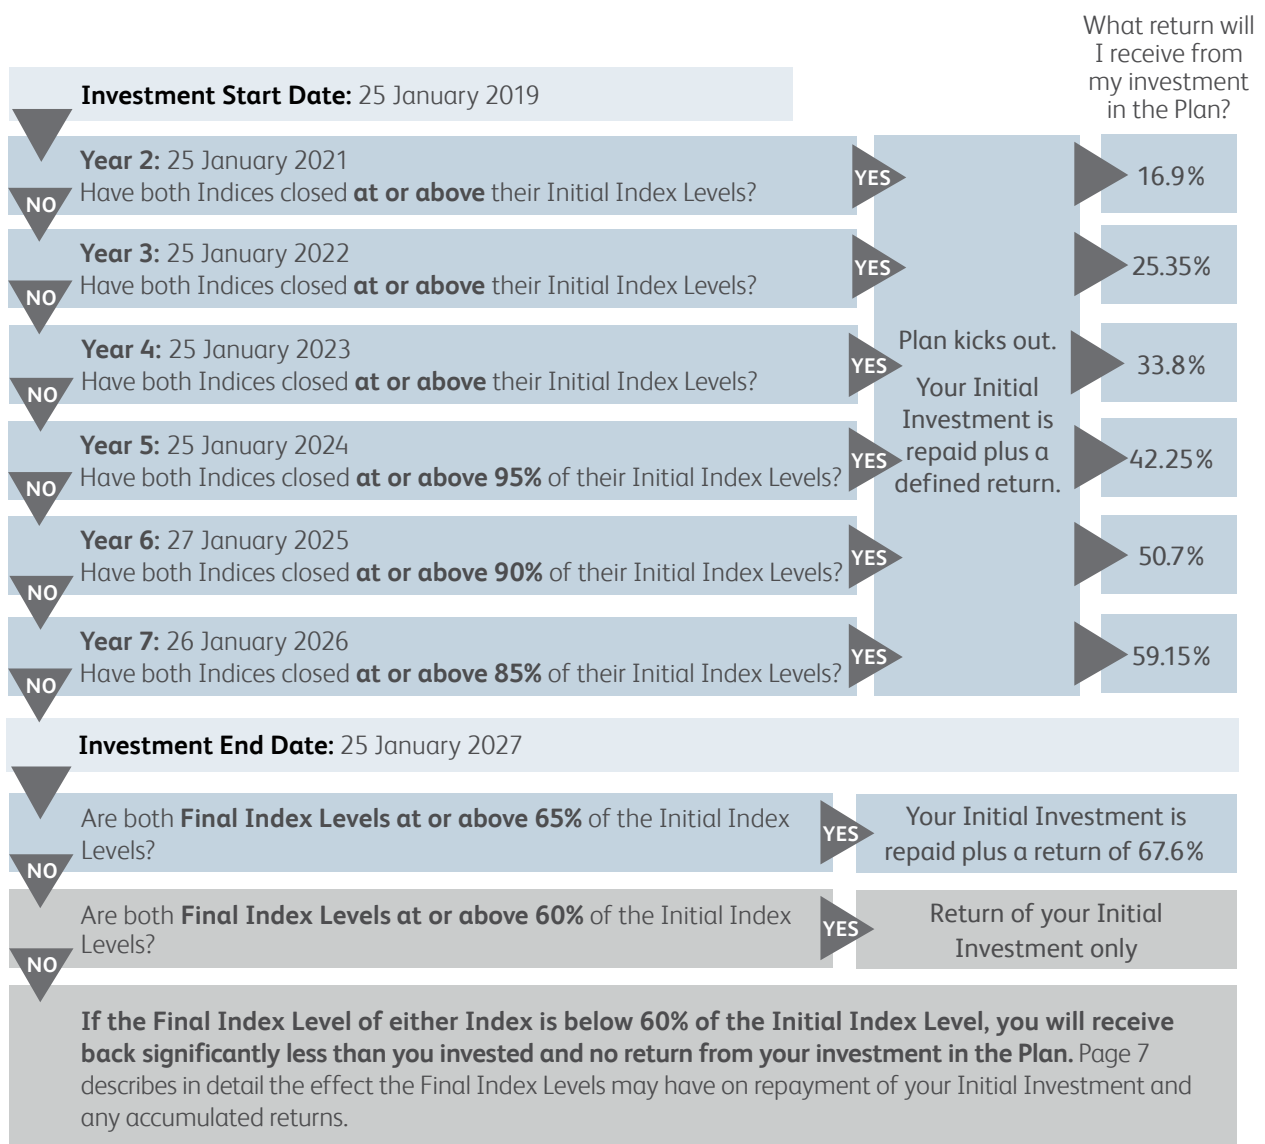 What return will
I receive from
my investment
in the Plan?
Investment Start Date: 25 January 2019
Year 2: 25 January 2021
Have both Indices closed at or above their Initial Index Levels?
YES
16.9%
NO
Year 3: 25 January 2022
Have both Indices closed at or above their Initial Index Levels?
YES
25.35%
NO
Year 4: 25 January 2023
Have both Indices closed at or above their Initial Index Levels?
YES
33.8%
NO
Plan kicks out.
Your Initial
Investment is
repaid plus a
defined return.
Year 5: 25 January 2024
Have both Indices closed at or above 95% of their Initial Index Levels?
YES
42.25%
NO
Year 6: 27 January 2025
Have both Indices closed at or above 90% of their Initial Index Levels?
YES
50.7%
NO
Year 7: 26 January 2026
Have both Indices closed at or above 85% of their Initial Index Levels?
YES
59.15%
NO
Investment End Date: 25 January 2027
Are both Final Index Levels at or above 65% of the Initial Index
Levels?
YES
Your Initial Investment is
repaid plus a return of 67.6%
NO
Are both Final Index Levels at or above 60% of the Initial Index
Levels?
YES
Return of your Initial
Investment only
NO
If the Final Index Level of either Index is below 60% of the Initial Index Level, you will receive
back significantly less than you invested and no return from your investment in the Plan. Page 7
describes in detail the effect the Final Index Levels may have on repayment of your Initial Investment and
any accumulated returns.